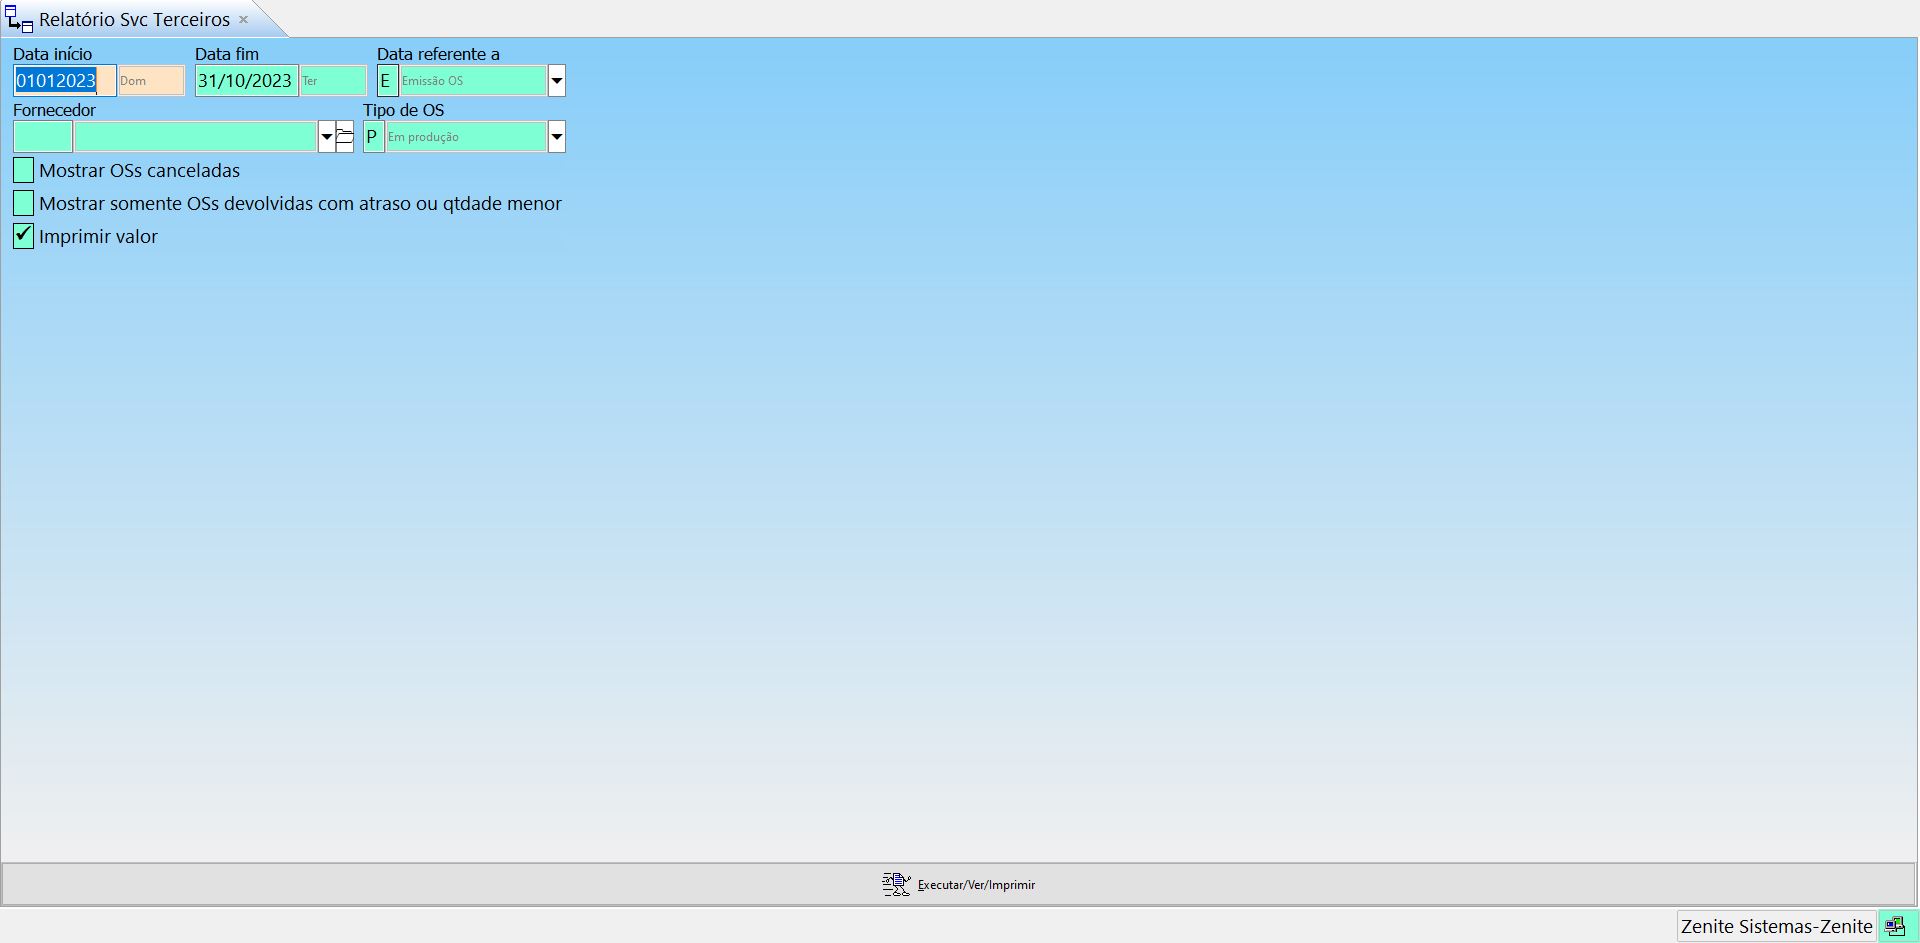 Relatório Svc Terceiros
Data início Data fim Data referente a
01012023 Dom 31/10/2023 Ter E Emissão OS
Fornecedor Tipo de OS
P Em produção
Mostrar OSs canceladas
Mostrar somente OSs devolvidas com atraso ou qtdade menor
Imprimir valor
Executar/Ver/Imprimir
Zenite Sistemas-Zenite